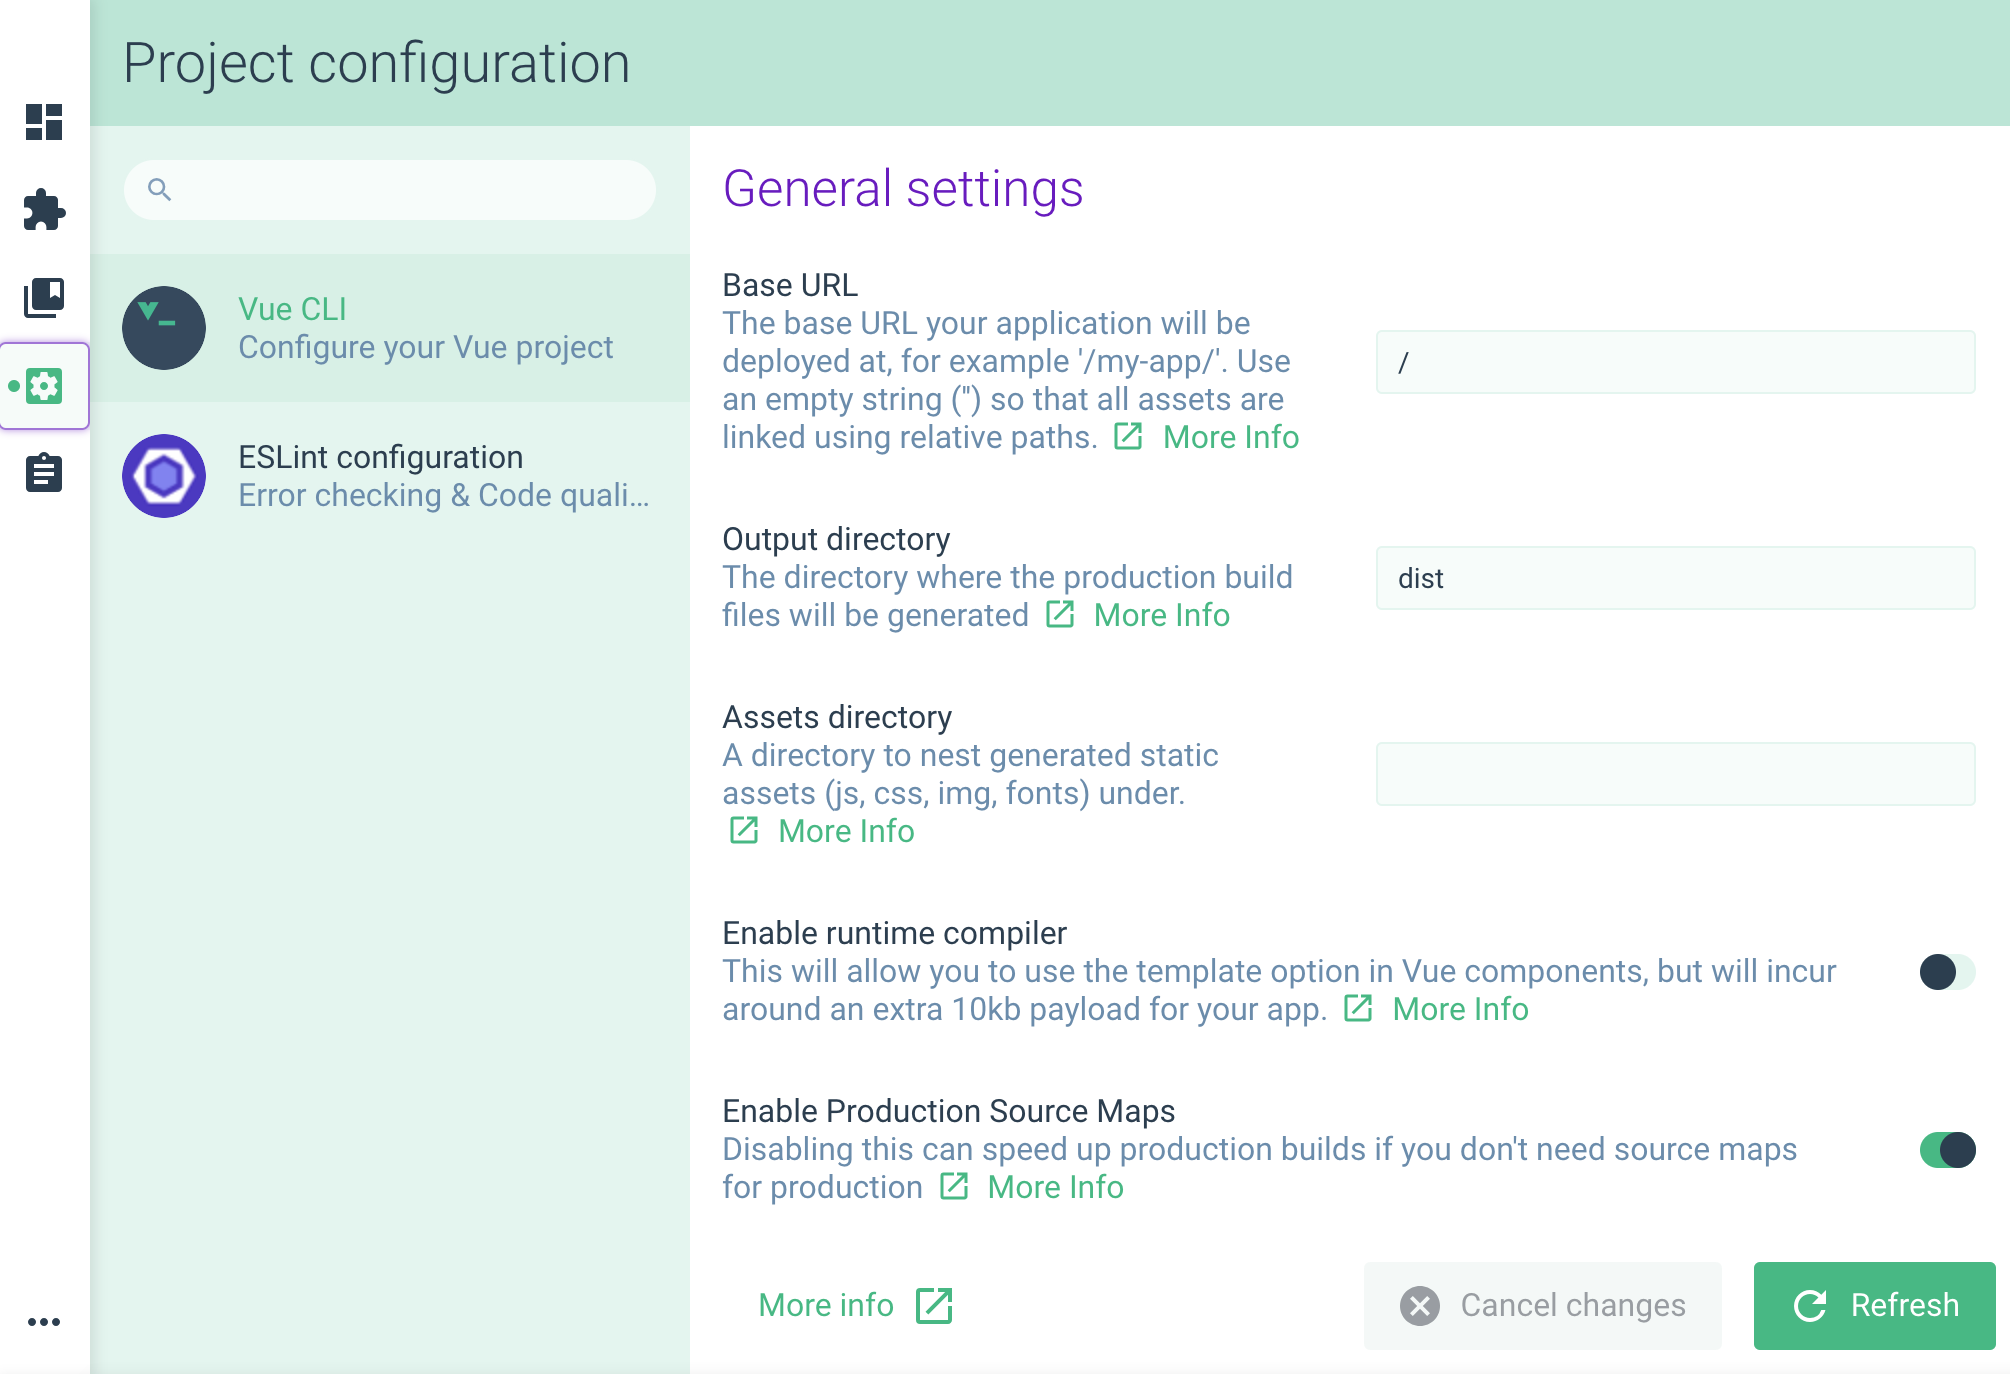 Project configuration
Vue CLI
Configure your Vue project
ESLint configuration
Error checking & Code quali...
General settings
Base URL
The base URL your application will be
deployed at, for example '/my-app/'. Use
an empty string ('') so that all assets are
linked using relative paths. More Info
/
Output directory
The directory where the production build
files will be generated More Info
dist
Assets directory
A directory to nest generated static
assets (js, css, img, fonts) under.
More Info
Enable runtime compiler
This will allow you to use the template option in Vue components, but will incur
around an extra 10kb payload for your app. More Info
Enable Production Source Maps
Disabling this can speed up production builds if you don't need source maps
for production More Info
More info
Cancel changes
Refresh